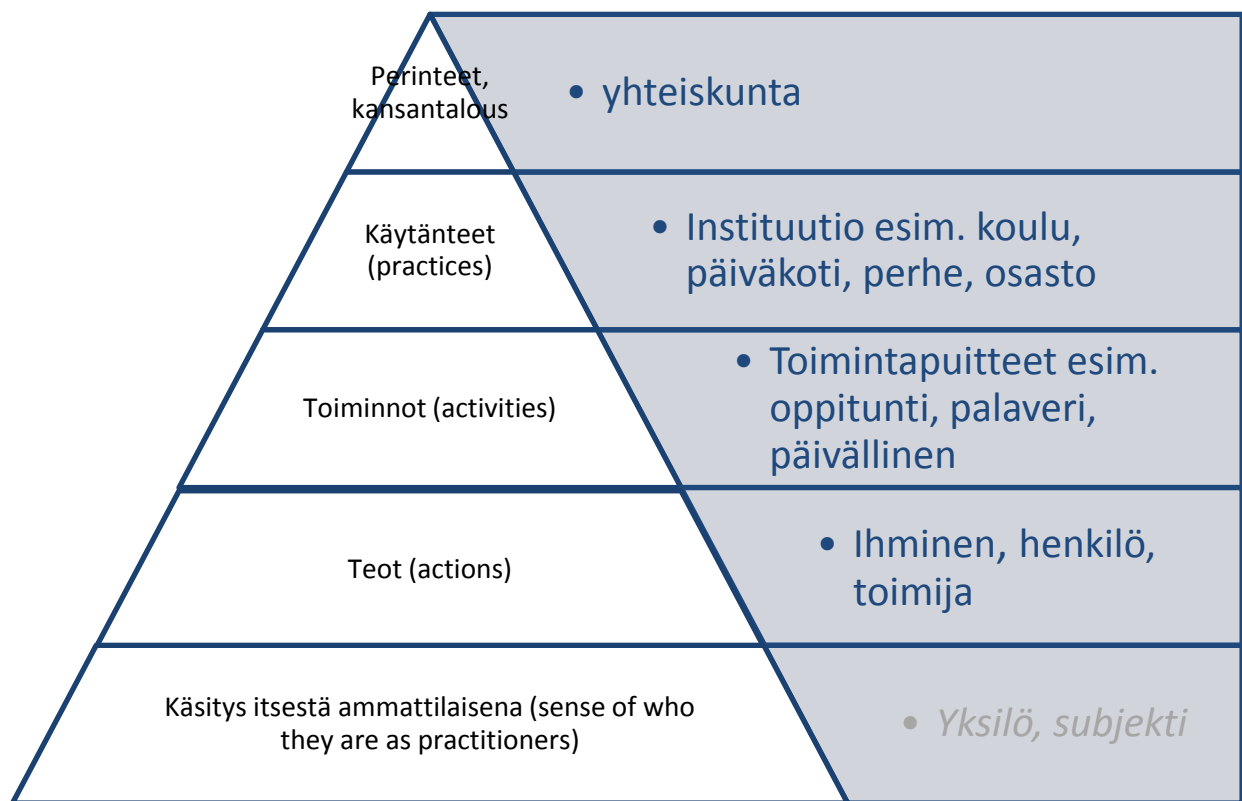 Perinteet,
kansantalous
• yhteiskunta
Käytänteet
(practices)
• Instituutio esim. koulu,
päiväkoti, perhe, osasto
Toiminnot (activities)
• Toimintapuitteet esim.
oppitunti, palaveri,
päivällinen
Teot (actions)
• Ihminen, henkilö,
toimija
Käsitys itsestä ammattilaisena (sense of who
they are as practitioners)
• Yksilö, subjekti